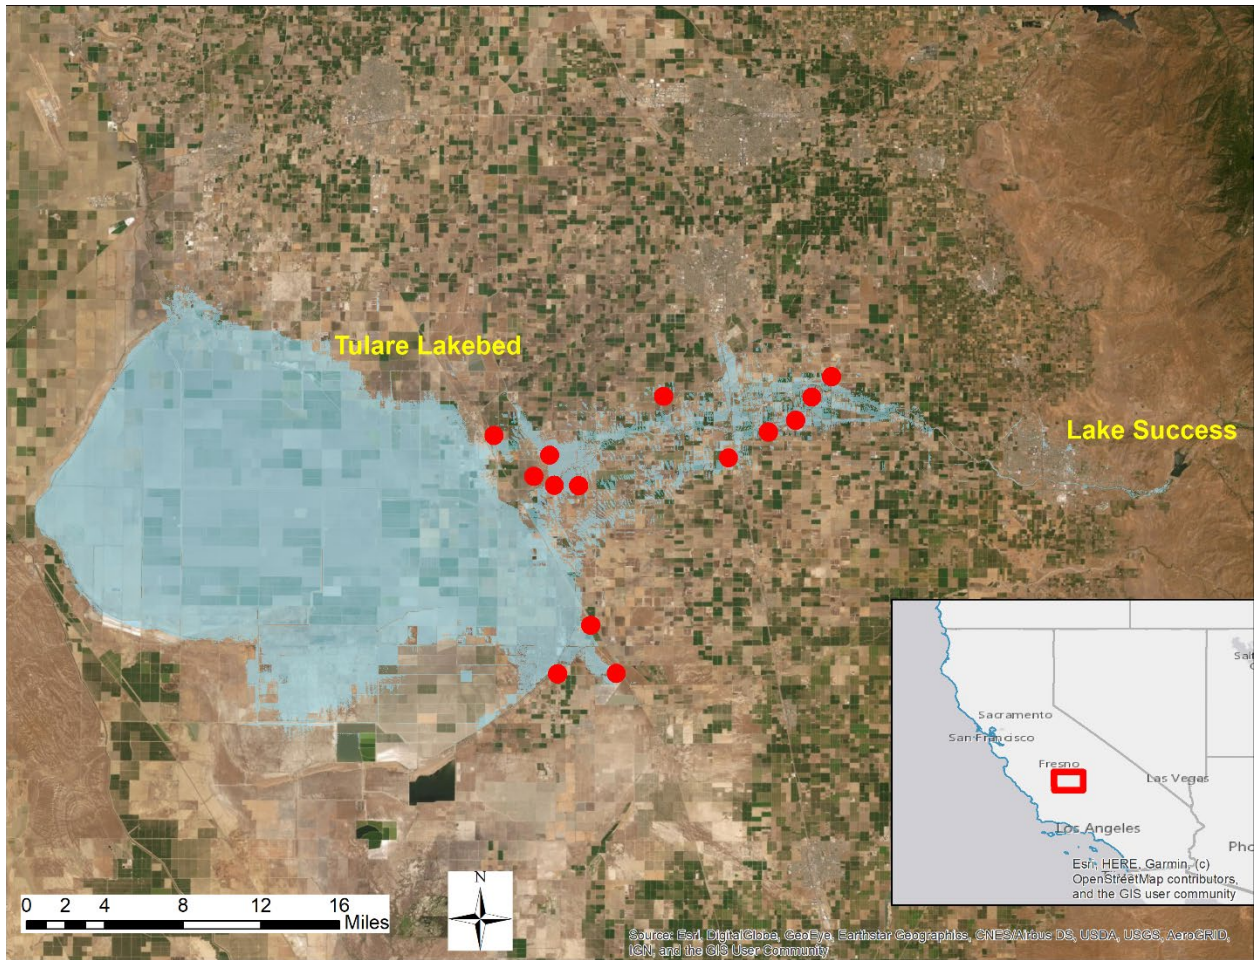 Tulare Lakebed
Lake Success
Sacramento
San Francisco
Fresno
Las Vegas
Los Angeles
Pho
Esri, HERE, Garmin, (c)
OpenStreetMap contributors,
and the GIS user community
N
0 2 4 8 12 16
Miles
Source: Esri, DigitalGlobe, GeoEye, Earthstar Geographics, CNES/Airbus DS, USDA, USGS, AeroGRID,
IGN, and the GIS User Community